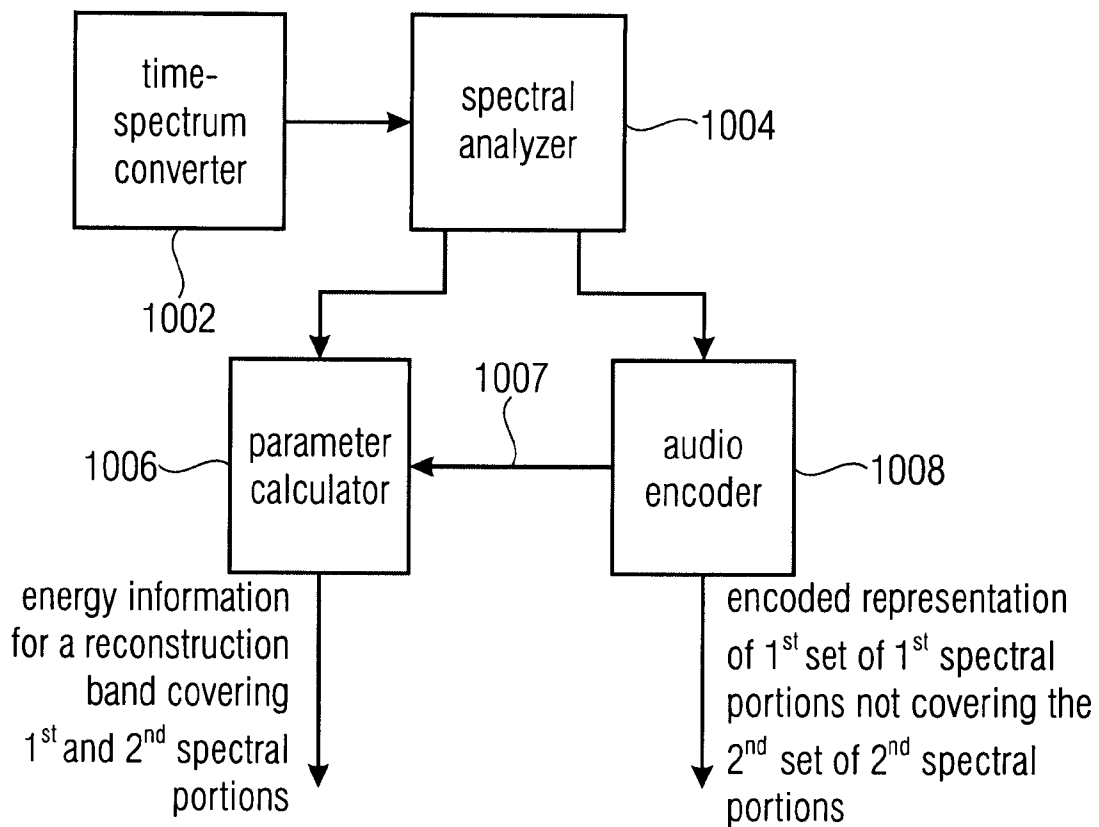 time-
spectrum
converter
spectral
analyzer
1004
1002
1007
parameter
calculator
1006
audio
encoder
1008
energy information
for a reconstruction
band covering
1st and 2nd spectral
portions
encoded representation
of 1st set of 1st spectral
portions not covering the
2nd set of 2nd spectral
portions